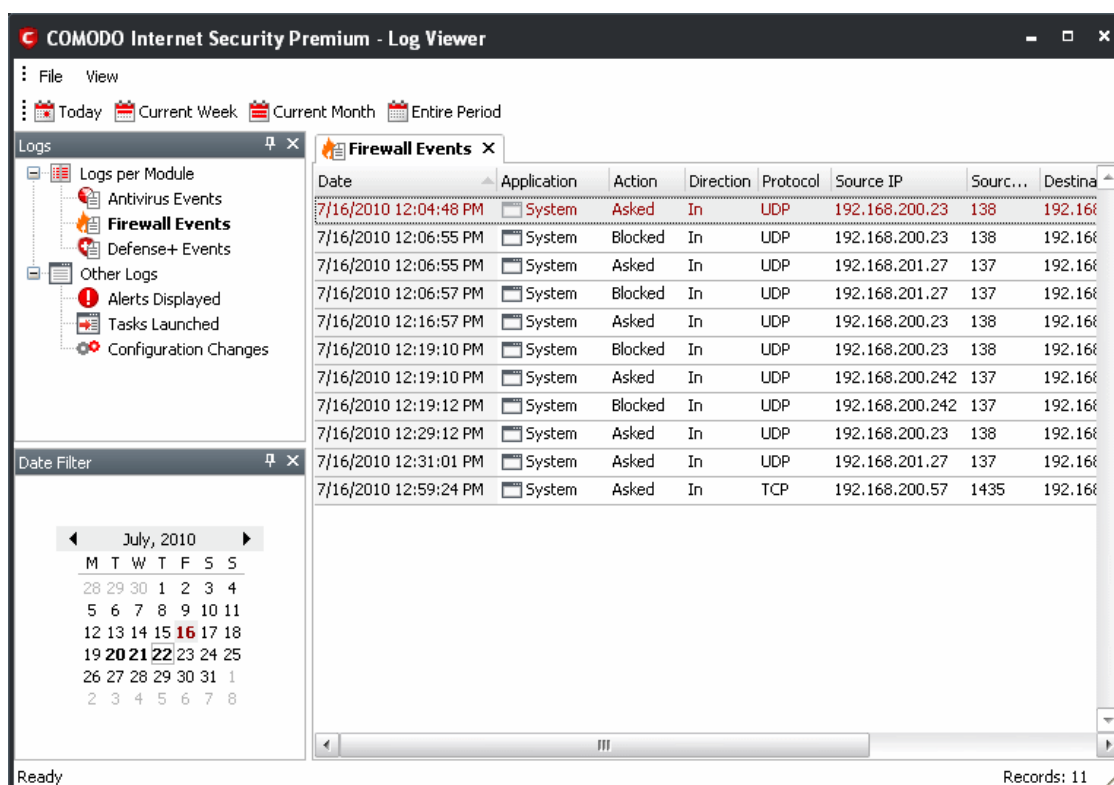 COMODO Internet Security Premium - Log Viewer
File View
Today Current Week Current Month Entire Period
Logs
Logs per Module
Antivirus Events
Firewall Events
Defense+ Events
Other Logs
Alerts Displayed
Tasks Launched
Configuration Changes
Date Filter
July, 2010
M T W T F S S
28 29 30 1 2 3 4
5 6 7 8 9 10 11
12 13 14 15 16 17 18
19 20 21 22 23 24 25
26 27 28 29 30 31 1
2 3 4 5 6 7 8
Firewall Events X
Date Application Action Direction Protocol Source IP Sourc... Destina
7/16/2010 12:04:48 PM System Asked In UDP 192.168.200.23 138 192.168
7/16/2010 12:06:55 PM System Blocked In UDP 192.168.200.23 138 192.168
7/16/2010 12:06:55 PM System Asked In UDP 192.168.201.27 137 192.168
7/16/2010 12:06:57 PM System Blocked In UDP 192.168.201.27 137 192.168
7/16/2010 12:16:57 PM System Asked In UDP 192.168.200.23 138 192.168
7/16/2010 12:19:10 PM System Blocked In UDP 192.168.200.23 138 192.168
7/16/2010 12:19:10 PM System Asked In UDP 192.168.200.242 137 192.168
7/16/2010 12:19:12 PM System Blocked In UDP 192.168.200.242 137 192.168
7/16/2010 12:29:12 PM System Asked In UDP 192.168.200.23 138 192.168
7/16/2010 12:31:01 PM System Asked In UDP 192.168.201.27 137 192.168
7/16/2010 12:59:24 PM System Asked In TCP 192.168.200.57 1435 192.168
Ready
Records: 11